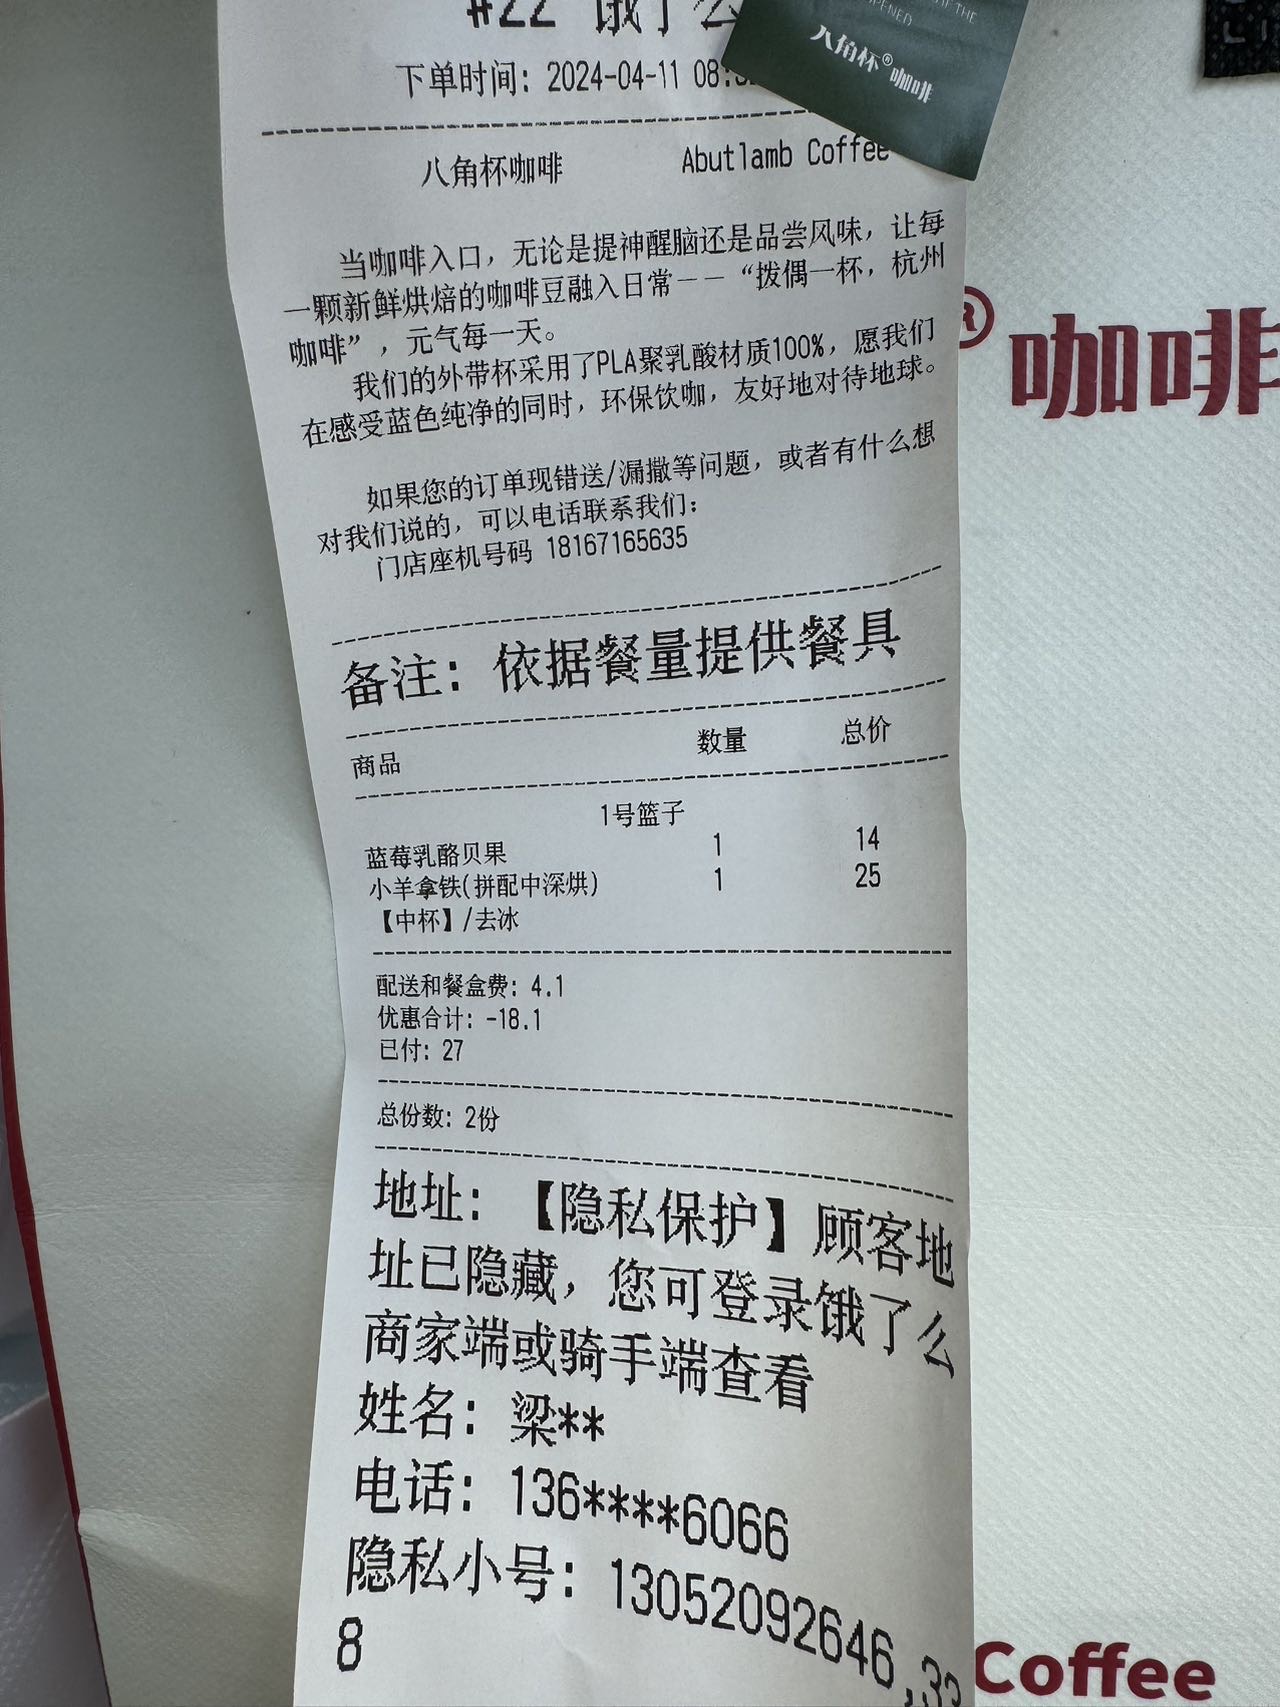 #22 饿了么
OF THE
OPENED
八角杯®咖啡
下单时间: 2024-04-11 08:
八角杯咖啡 Abutlamb Coffee
当咖啡入口，无论是提神醒脑还是品尝风味，让每
一颗新鲜烘焙的咖啡豆融入日常——“拨偶一杯，杭州
咖啡”，元气每一天。
我们的外带杯采用了PLA聚乳酸材质100%，愿我们
在感受蓝色纯净的同时，环保饮咖，友好地对待地球。
如果您的订单现错送/漏撒等问题，或者有什么想
对我们说的，可以电话联系我们：
门店座机号码 18167165635
备注: 依据餐量提供餐具
商品 数量 总价
1号篮子
蓝莓乳酪贝果 1 14
小羊拿铁(拼配中深烘) 1 25
【中杯】/去冰
配送和餐盒费: 4.1
优惠合计: -18.1
已付: 27
总份数: 2份
地址: 【隐私保护】顾客地
址已隐藏，您可登录饿了么
商家端或骑手端查看
姓名: 梁**
电话: 136****6066
隐私小号: 13052092646,33
8
®咖啡
Coffee